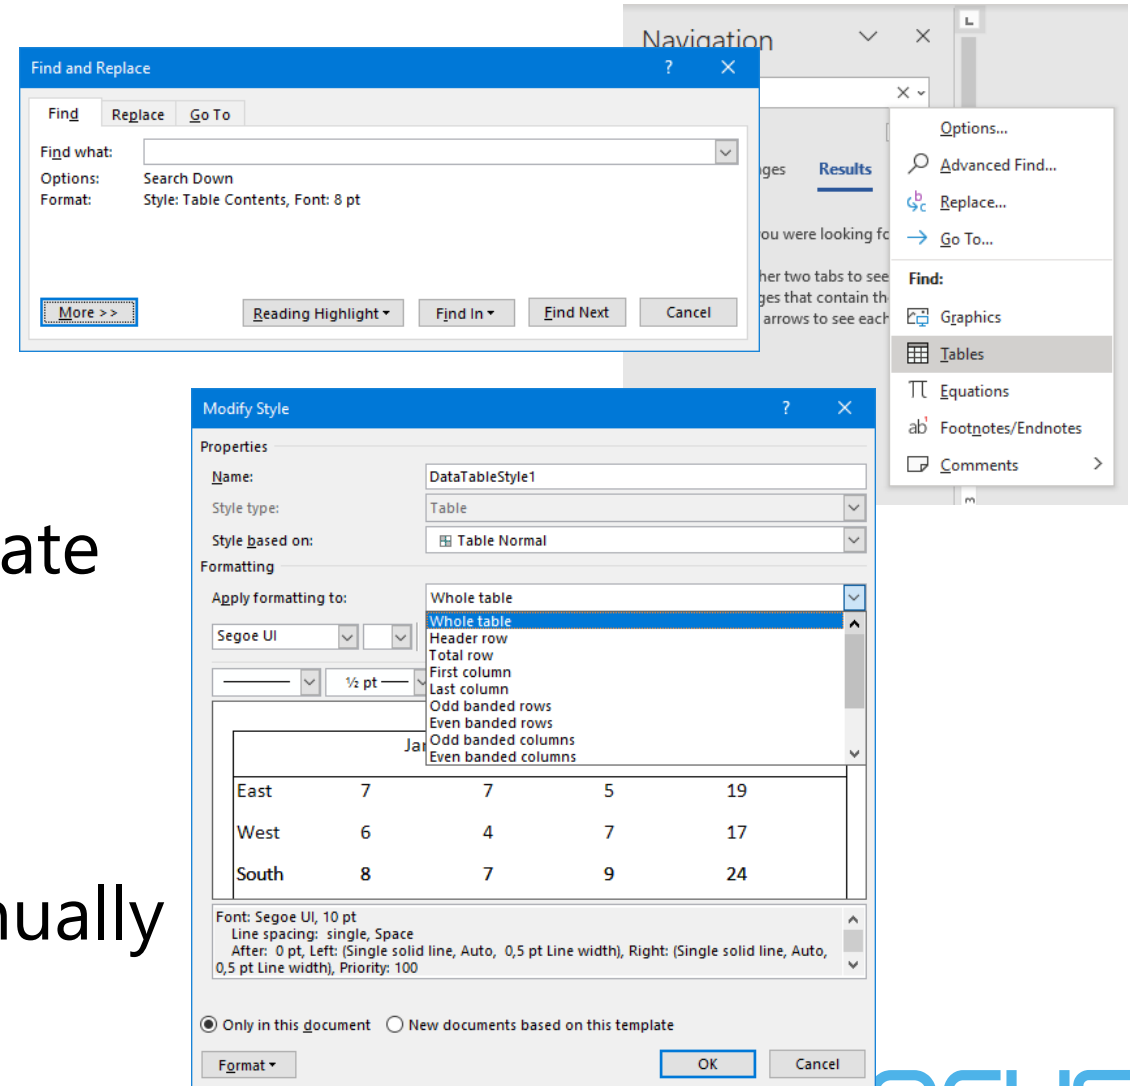 Navigation
Find and Replace ? ×
Find Replace Go To
Find what:
Options: Search Down
Format: Style: Table Contents, Font: 8 pt
More >> Reading Highlight Find In Find Next Cancel
Results
ou were looking fo
her two tabs to see
ges that contain th
arrows to see each
Options...
Advanced Find...
Replace...
Go To...
Find:
Graphics
Tables
Equations
Footnotes/Endnotes
Comments
ate
nually
Modify Style ? ×
Properties
Name: DataTableStyle1
Style type: Table
Style based on: Table Normal
Formatting
Apply formatting to: Whole table
Whole table
Header row
Total row
First column
Last column
Odd banded rows
Even banded rows
Odd banded columns
Even banded columns
Segoe UI
½ pt
Jan
East 7 7 5 19
West 6 4 7 17
South 8 7 9 24
Font: Segoe UI, 10 pt
Line spacing: single, Space
After: 0 pt, Left: (Single solid line, Auto, 0,5 pt Line width), Right: (Single solid line, Auto,
0,5 pt Line width), Priority: 100
Only in this document New documents based on this template
Format OK Cancel